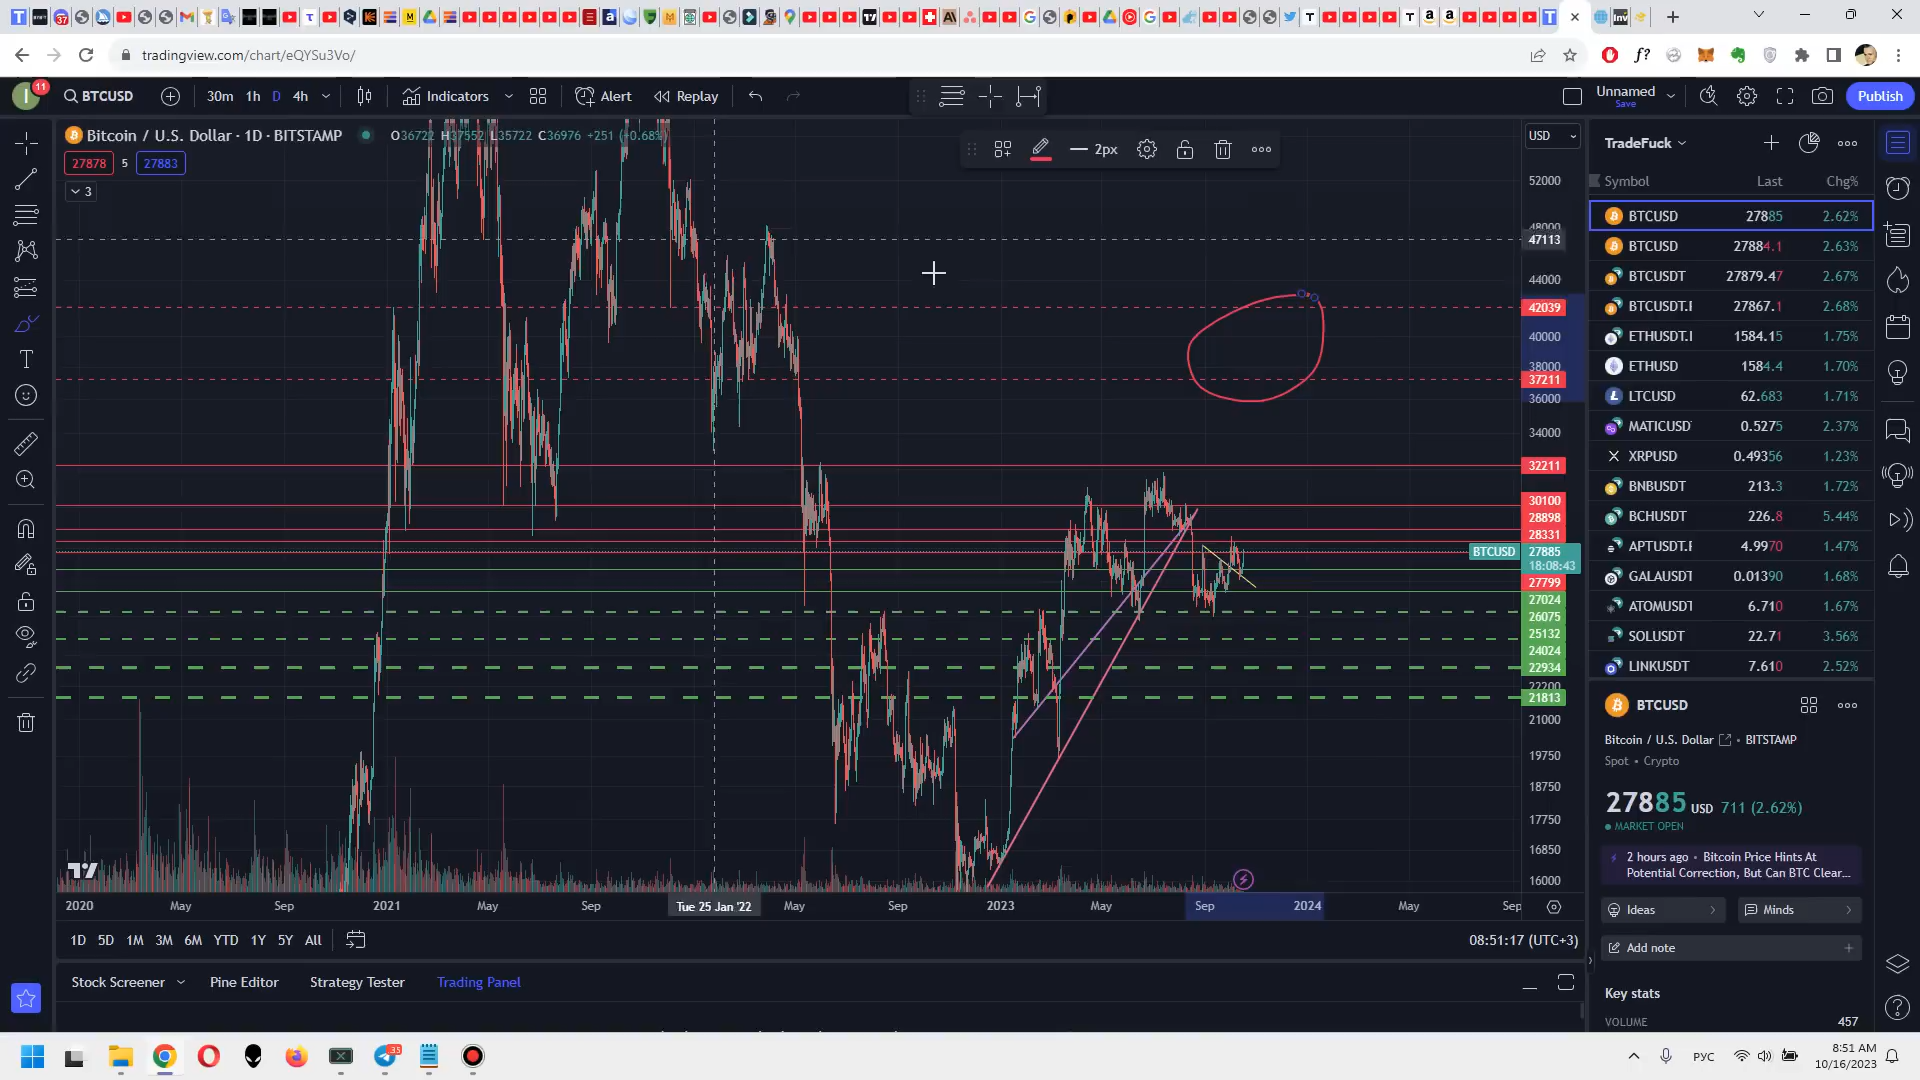 tradingview.com/chart/eQYSu3Vo/
11
BTCUSD
30m 1h D 4h
Indicators
Alert
Replay
Unnamed
Save
Publish
Bitcoin / U.S. Dollar · 1D · BITSTAMP
O36722 H37552 L35722 C36976 +251 (+0.68%)
27878 5 27883
3
2px
USD
52000
48000
47113
44000
42039
40000
38000
37211
36000
34000
32211
30100
28898
28331
BTCUSD 27885
18:08:43
27799
27024
26075
25132
24024
22934
22200
21813
21000
19750
18750
17750
16850
16000
2020 May Sep 2021 May Sep Tue 25 Jan '22 May Sep 2023 May Sep 2024 May Sep
1D 5D 1M 3M 6M YTD 1Y 5Y All
08:51:17 (UTC+3)
Stock Screener
Pine Editor
Strategy Tester
Trading Panel
TradeFuck
Symbol Last Chg%
BTCUSD 27885 2.62%
BTCUSD 27884.1 2.63%
BTCUSDT 27879.47 2.67%
BTCUSDT.I 27867.1 2.68%
ETHUSDT.I 1584.15 1.75%
ETHUSD 1584.4 1.70%
LTCUSD 62.683 1.71%
MATICUSD 0.5275 2.37%
XRPUSD 0.49356 1.23%
BNBUSDT 213.3 1.72%
BCHUSDT 226.8 5.44%
APTUSDT.F 4.9970 1.47%
GALAUSDT 0.01390 1.68%
ATOMUSDT 6.710 1.67%
SOLUSDT 22.71 3.56%
LINKUSDT 7.610 2.52%
BTCUSD
Bitcoin / U.S. Dollar • BITSTAMP
Spot • Crypto
27885 USD 711 (2.62%)
MARKET OPEN
2 hours ago • Bitcoin Price Hints At
Potential Correction, But Can BTC Clear...
Ideas
Minds
Add note
Key stats
VOLUME 457
35
РУС
8:51 AM
10/16/2023